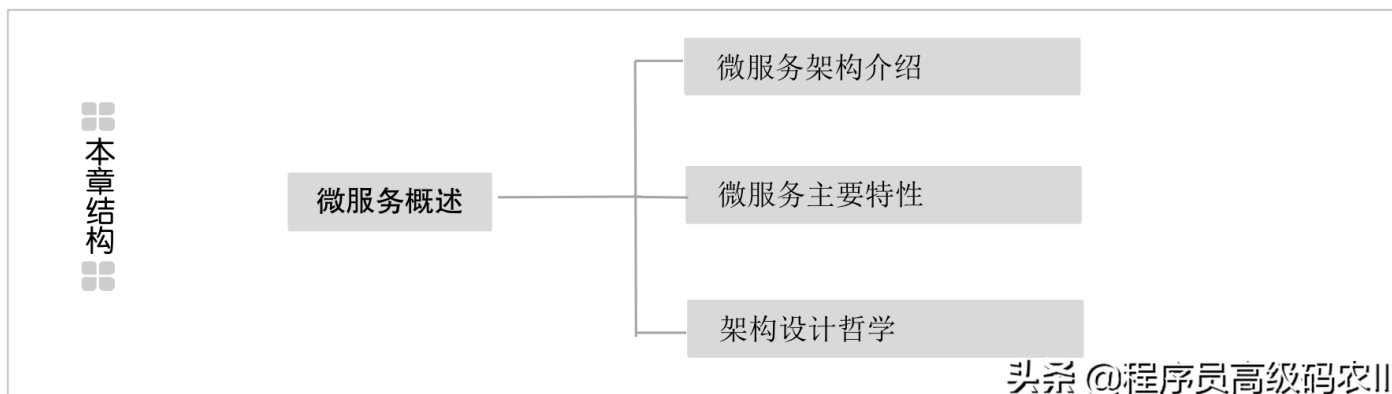 本章结构
微服务概述
微服务架构介绍
微服务主要特性
架构设计哲学
头条 @程序员高级码农II